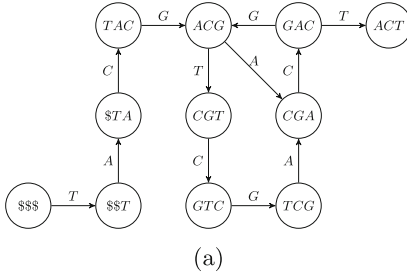 TAC G ACG G GAC T ACT
C T A C
$TA CGT CGA
A C A
$$$ T $$T GTC G TCG
(a)